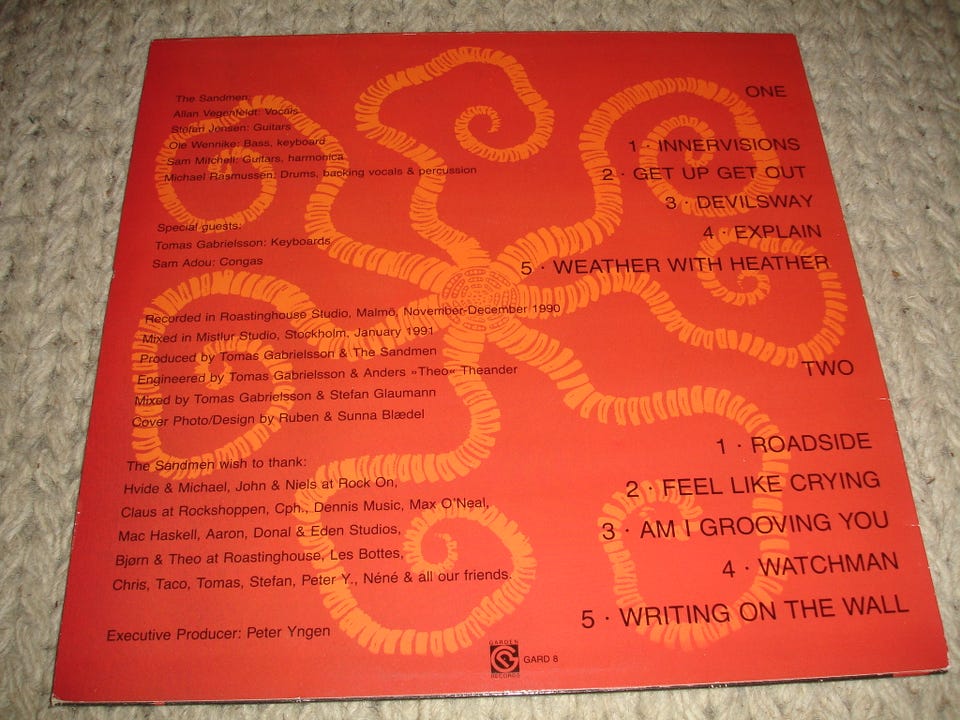 The Sandmen:
Allan Vegenfeldt: Vocals
Stefan Jonsen: Guitars
Ole Wennike: Bass, keyboard
Sam Mitchell: Guitars, harmonica
Michael Rasmussen: Drums, backing vocals & percussion
Special guests:
Tomas Gabrielsson: Keyboards
Sam Adou: Congas
Recorded in Roastinghouse Studio, Malmö, November-December 1990
Mixed in Mistlur Studio, Stockholm, January 1991
Produced by Tomas Gabrielsson & The Sandmen
Engineered by Tomas Gabrielsson & Anders »Theo« Theander
Mixed by Tomas Gabrielsson & Stefan Glaumann
Cover Photo/Design by Ruben & Sunna Blædel
The Sandmen wish to thank:
Hvide & Michael, John & Niels at Rock On,
Claus at Rockshoppen, Cph., Dennis Music, Max O'Neal,
Mac Haskell, Aaron, Donal & Eden Studios,
Bjørn & Theo at Roastinghouse, Les Bottes,
Chris, Taco, Tomas, Stefan, Peter Y., Néné & all our friends.
Executive Producer: Peter Yngen
ONE
1 · INNERVISIONS
2 · GET UP GET OUT
3 · DEVILSWAY
4 · EXPLAIN
5 · WEATHER WITH HEATHER
TWO
1 · ROADSIDE
2 · FEEL LIKE CRYING
3 · AM I GROOVING YOU
4 · WATCHMAN
5 · WRITING ON THE WALL
GARDEN
RECORDS
GARD 8